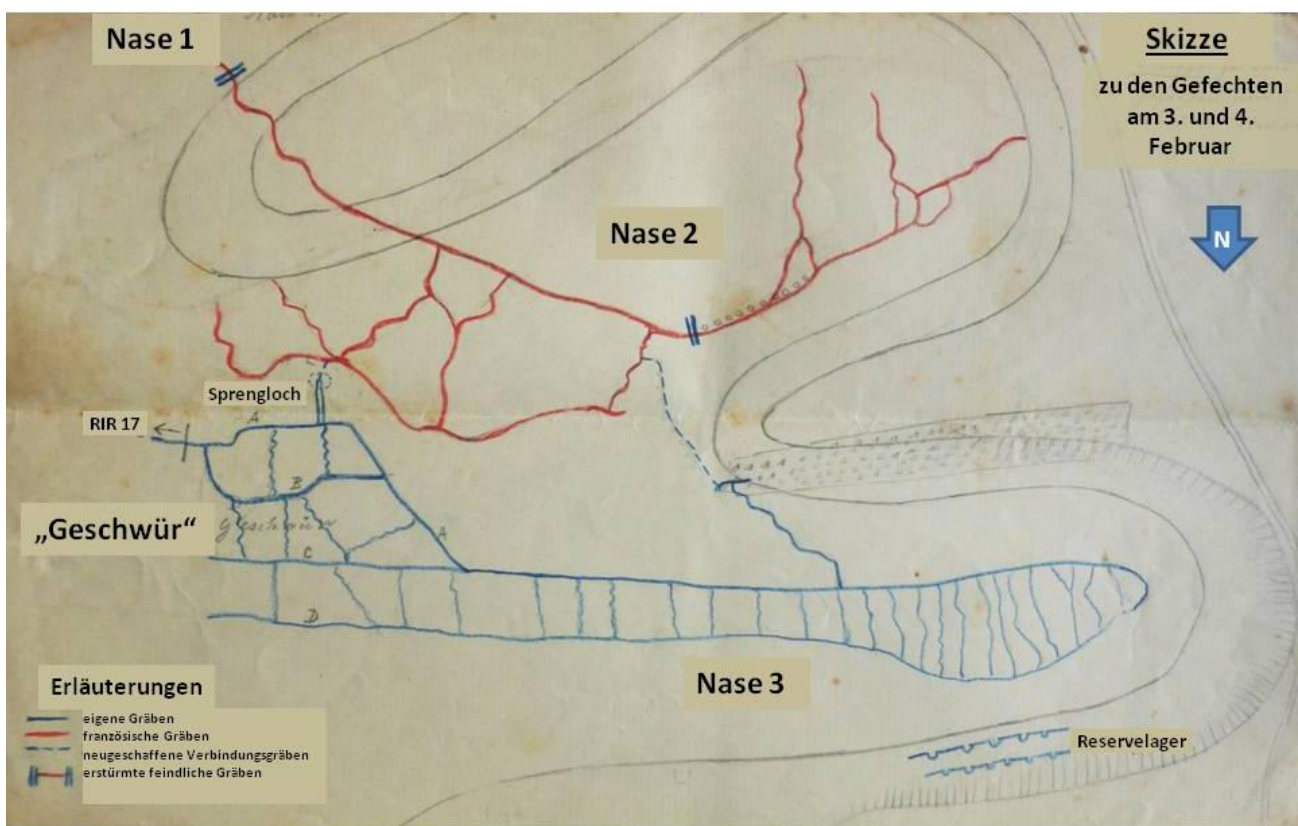 Nase 1
Skizze
zu den Gefechten
am 3. und 4.
Februar
N
Nase 2
Sprengloch
A
RIR 17
B
„Geschwür“
Geschwür
A
C
D
Nase 3
Erläuterungen
eigene Gräben
französische Gräben
neugeschaffene Verbindungsgräben
erstürmte feindliche Gräben
Reservelager